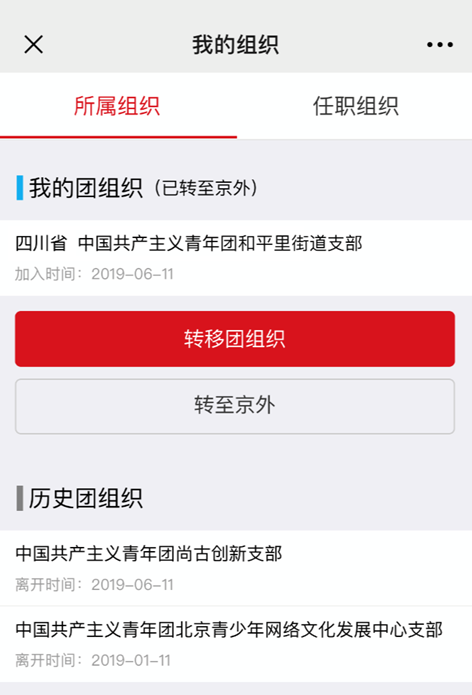 我的组织
所属组织 任职组织
我的团组织（已转至京外）
四川省 中国共产主义青年团和平里街道支部
加入时间：2019-06-11
转移团组织
转至京外
历史团组织
中国共产主义青年团尚古创新支部
离开时间：2019-06-11
中国共产主义青年团北京青少年网络文化发展中心支部
离开时间：2019-01-11